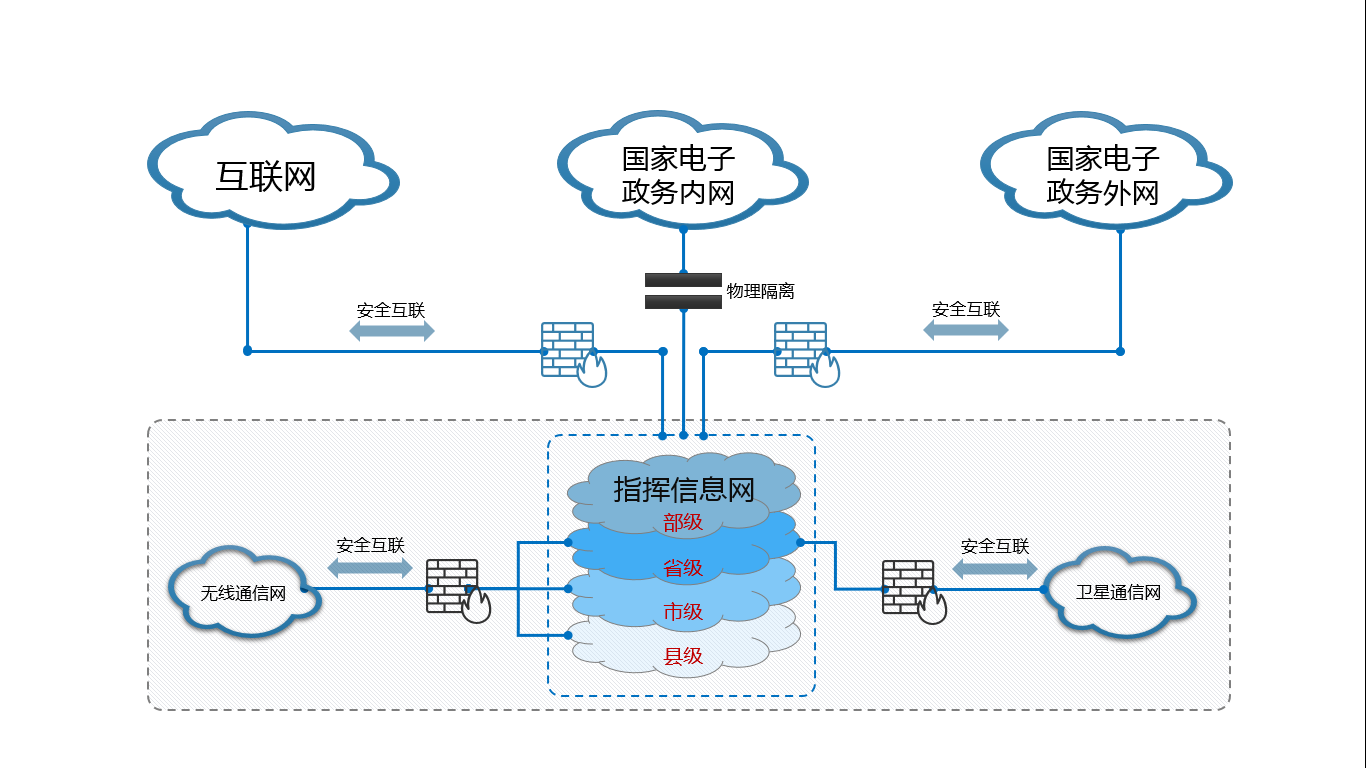 互联网
国家电子
政务内网
国家电子
政务外网
物理隔离
安全互联
安全互联
指挥信息网
部级
安全互联
安全互联
省级
无线通信网
卫星通信网
市级
县级